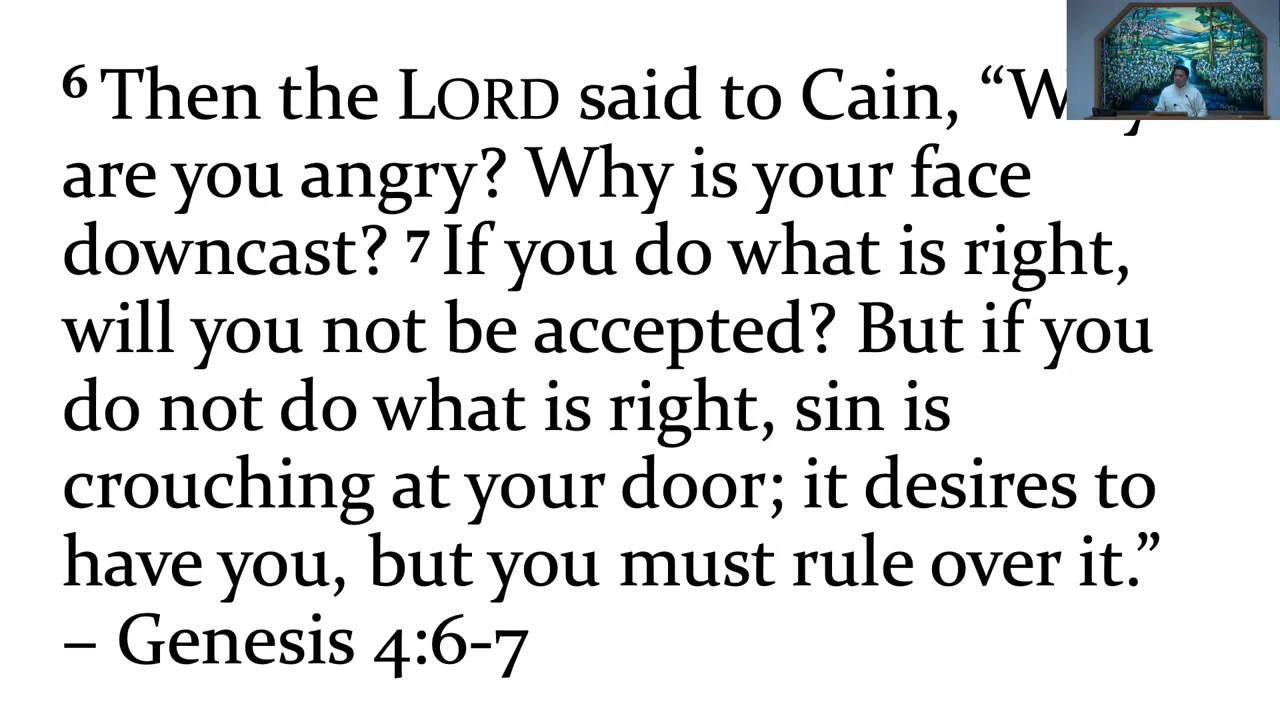 6 Then the LORD said to Cain, “
are you angry? Why is your face
downcast? 7 If you do what is right,
will you not be accepted? But if you
do not do what is right, sin is
crouching at your door; it desires to
have you, but you must rule over it.”
– Genesis 4:6-7